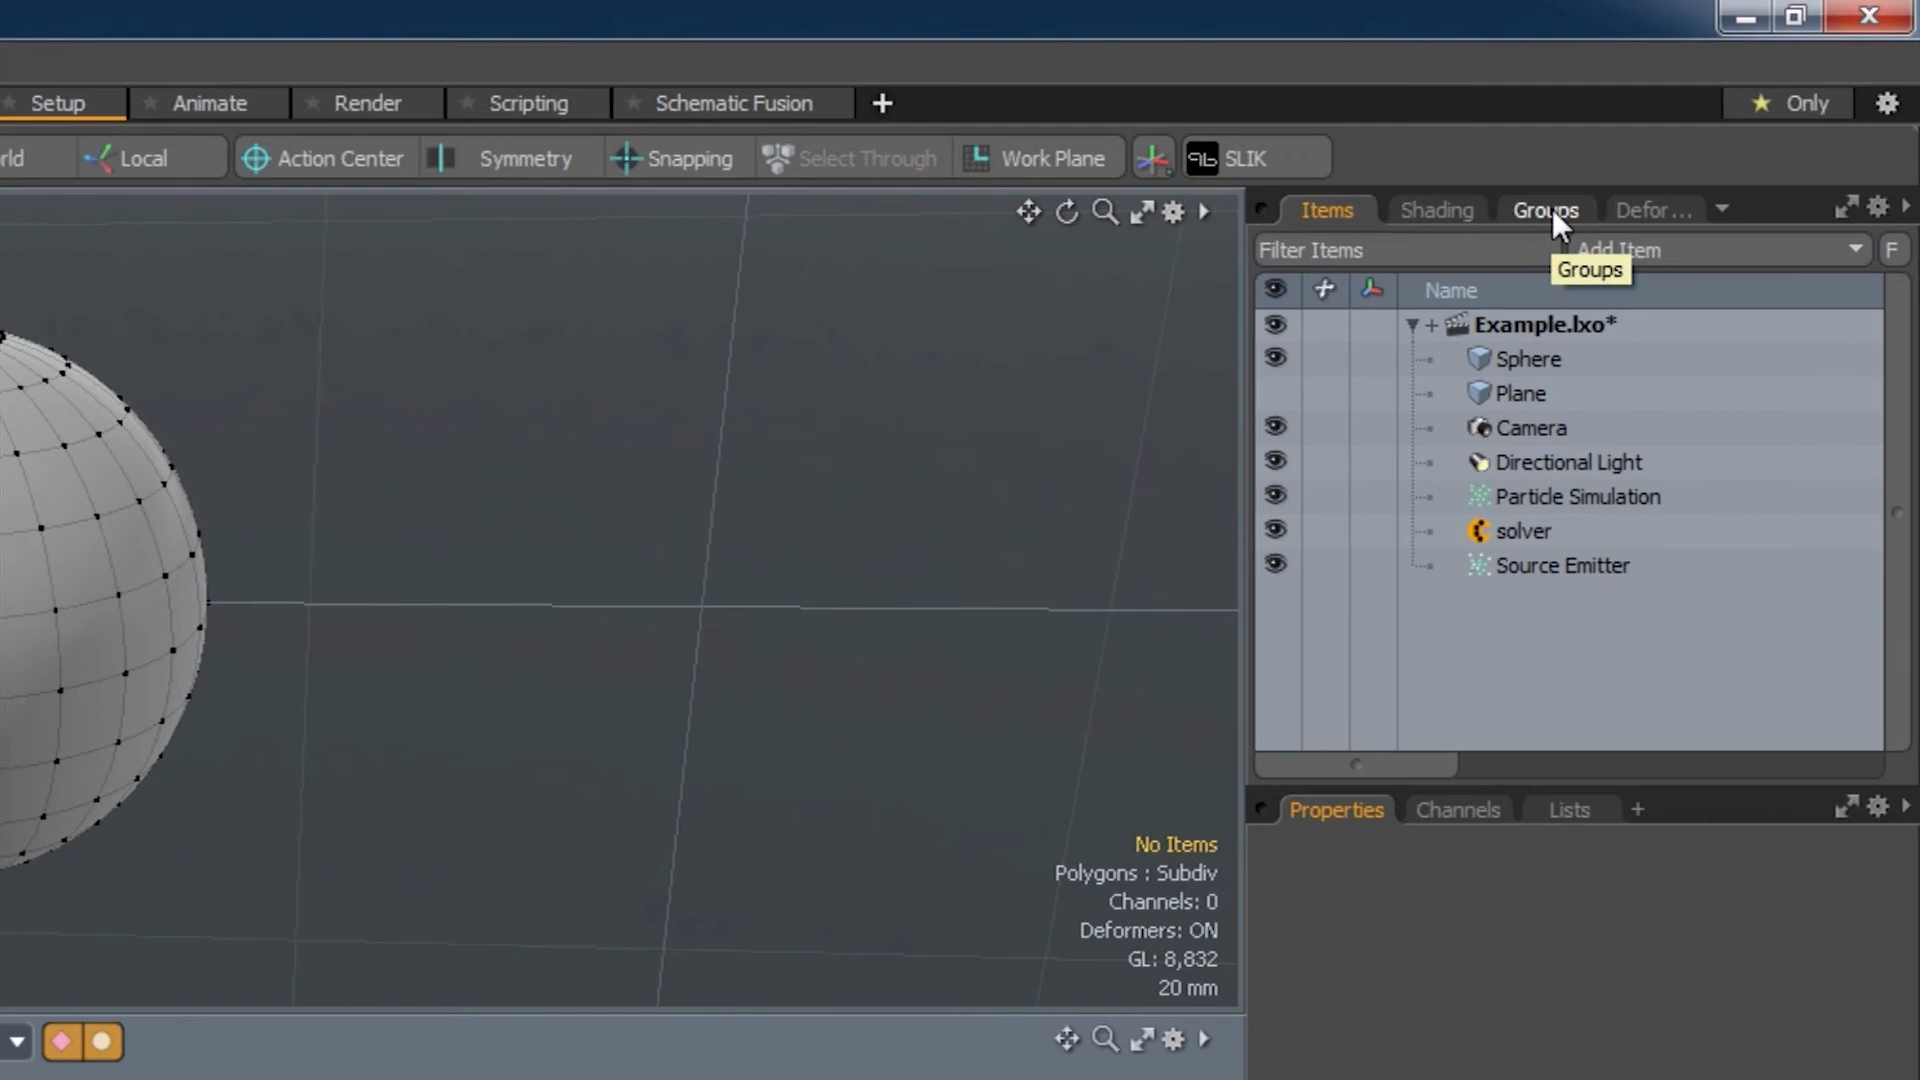 Setup
Animate
Render
Scripting
Schematic Fusion
+
Only
rld
Local
Action Center
Symmetry
Snapping
Select Through
Work Plane
SLIK
Items
Shading
Groups
Defor...
Filter Items
Add Item
F
Groups
Name
Example.lxo*
Sphere
Plane
Camera
Directional Light
Particle Simulation
solver
Source Emitter
Properties
Channels
Lists
+
No Items
Polygons : Subdiv
Channels: 0
Deformers: ON
GL: 8,832
20 mm